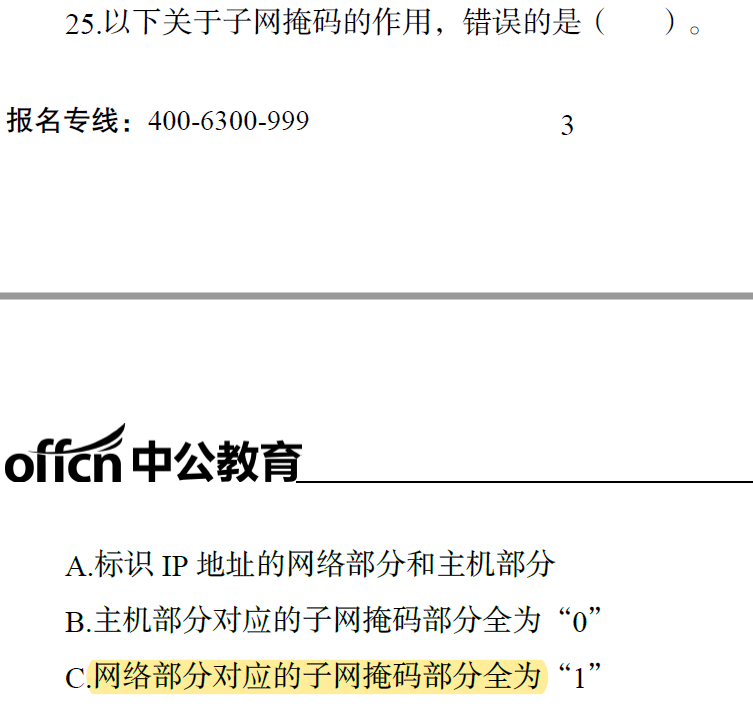 25.以下关于子网掩码的作用，错误的是（　　）。
报名专线：400-6300-999
3
offcn 中公教育
A.标识 IP 地址的网络部分和主机部分
B.主机部分对应的子网掩码部分全为“0”
C.网络部分对应的子网掩码部分全为“1”